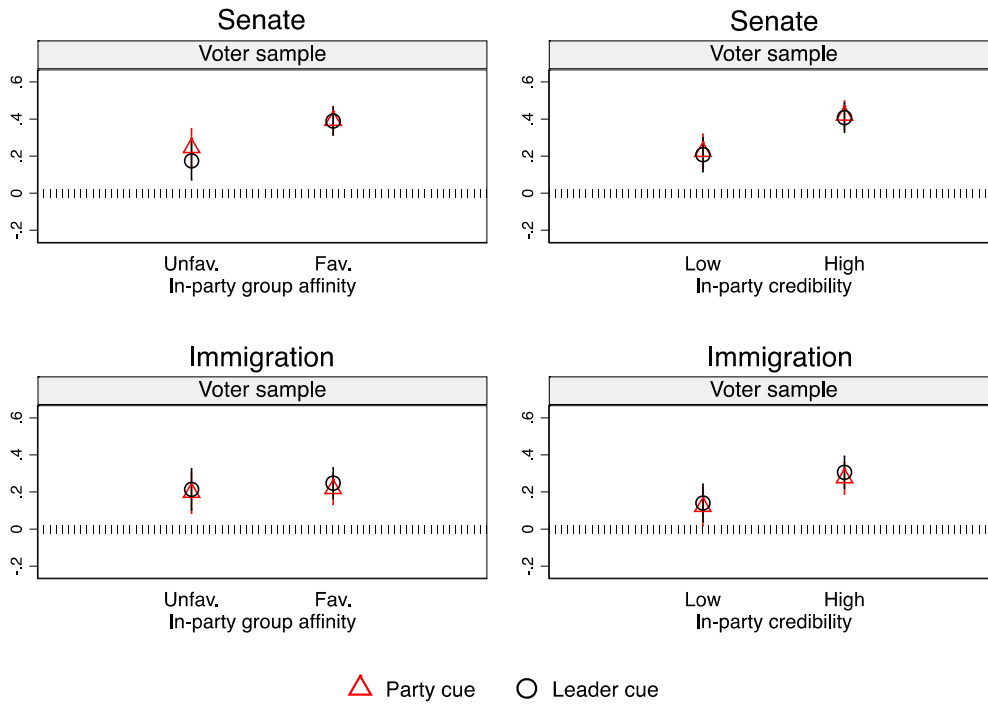 Senate
Voter sample
.6
.4
.2
0
-.2
Unfav. Fav.
In-party group affinity
Senate
Voter sample
.6
.4
.2
0
-.2
Low High
In-party credibility
Immigration
Voter sample
.6
.4
.2
0
-.2
Unfav. Fav.
In-party group affinity
Immigration
Voter sample
.6
.4
.2
0
-.2
Low High
In-party credibility
Party cue Leader cue